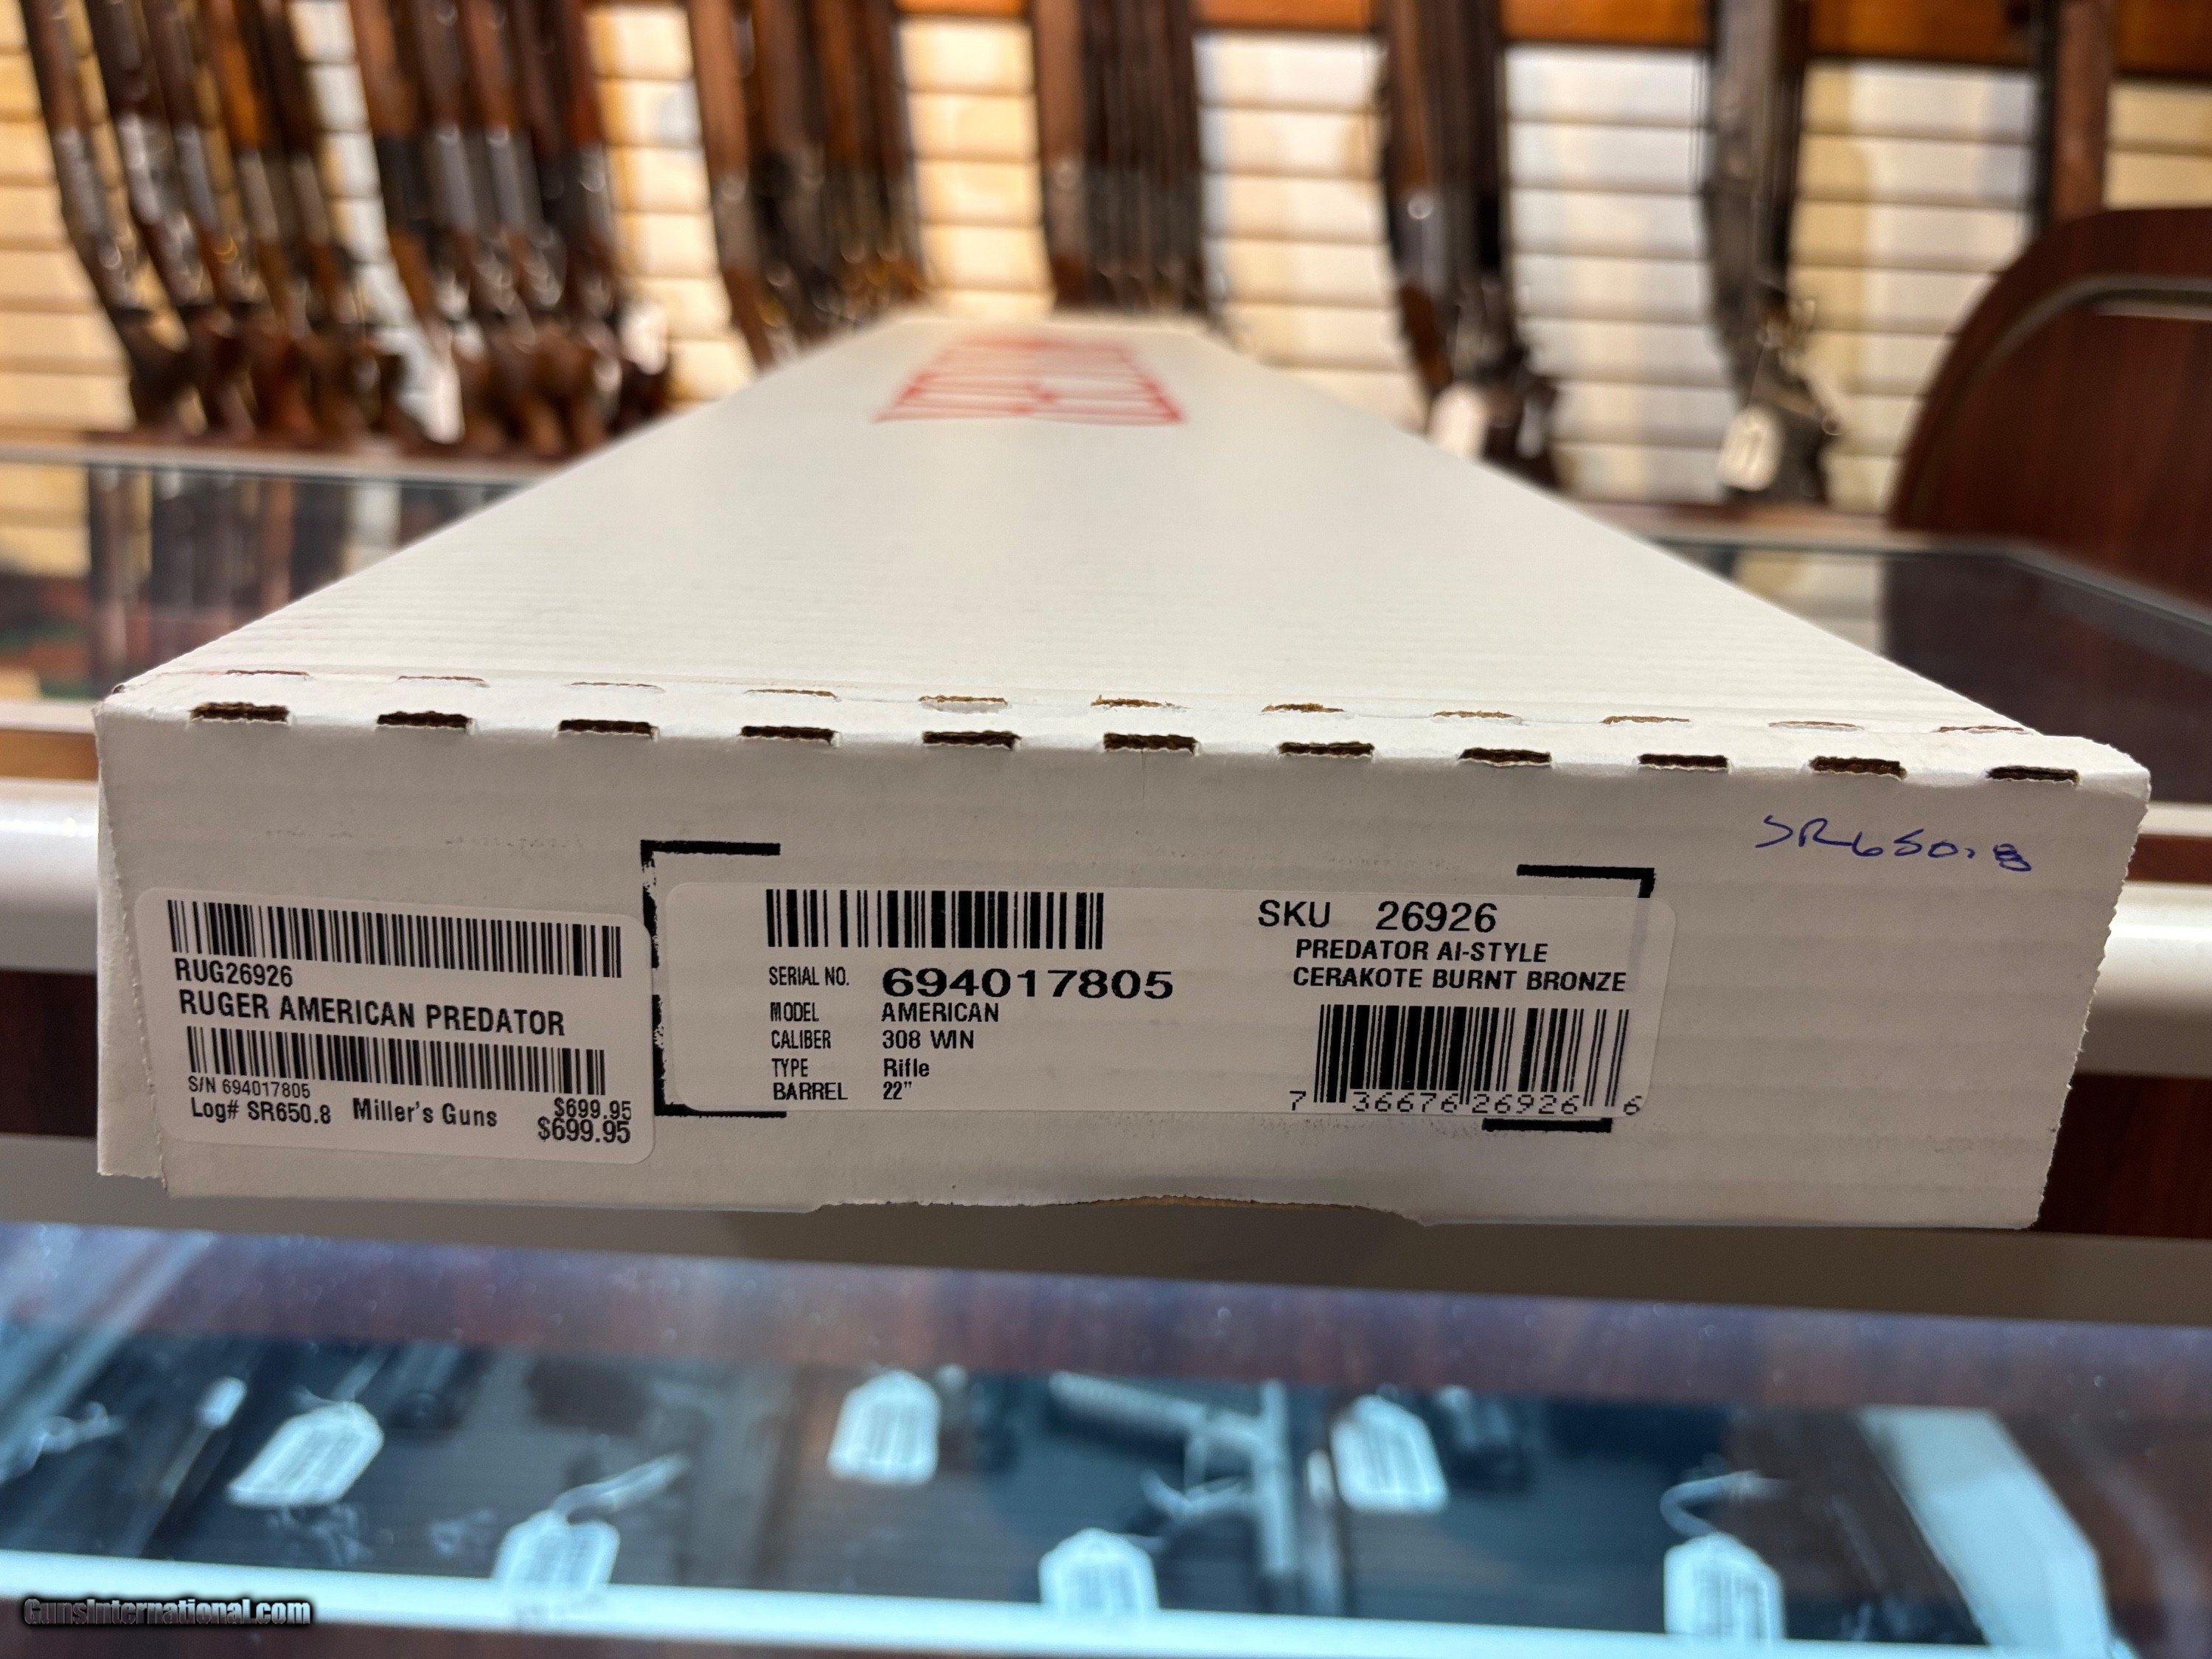 SR650.8
RUG26926
RUGER AMERICAN PREDATOR
S/N 694017805
$699.95
Log# SR650.8 Miller's Guns
$699.95
SERIAL NO. 694017805
MODEL AMERICAN
CALIBER 308 WIN
TYPE Rifle
BARREL 22"
SKU 26926
PREDATOR AI-STYLE
CERAKOTE BURNT BRONZE
7 36676 26926 6
GunsInternational.com